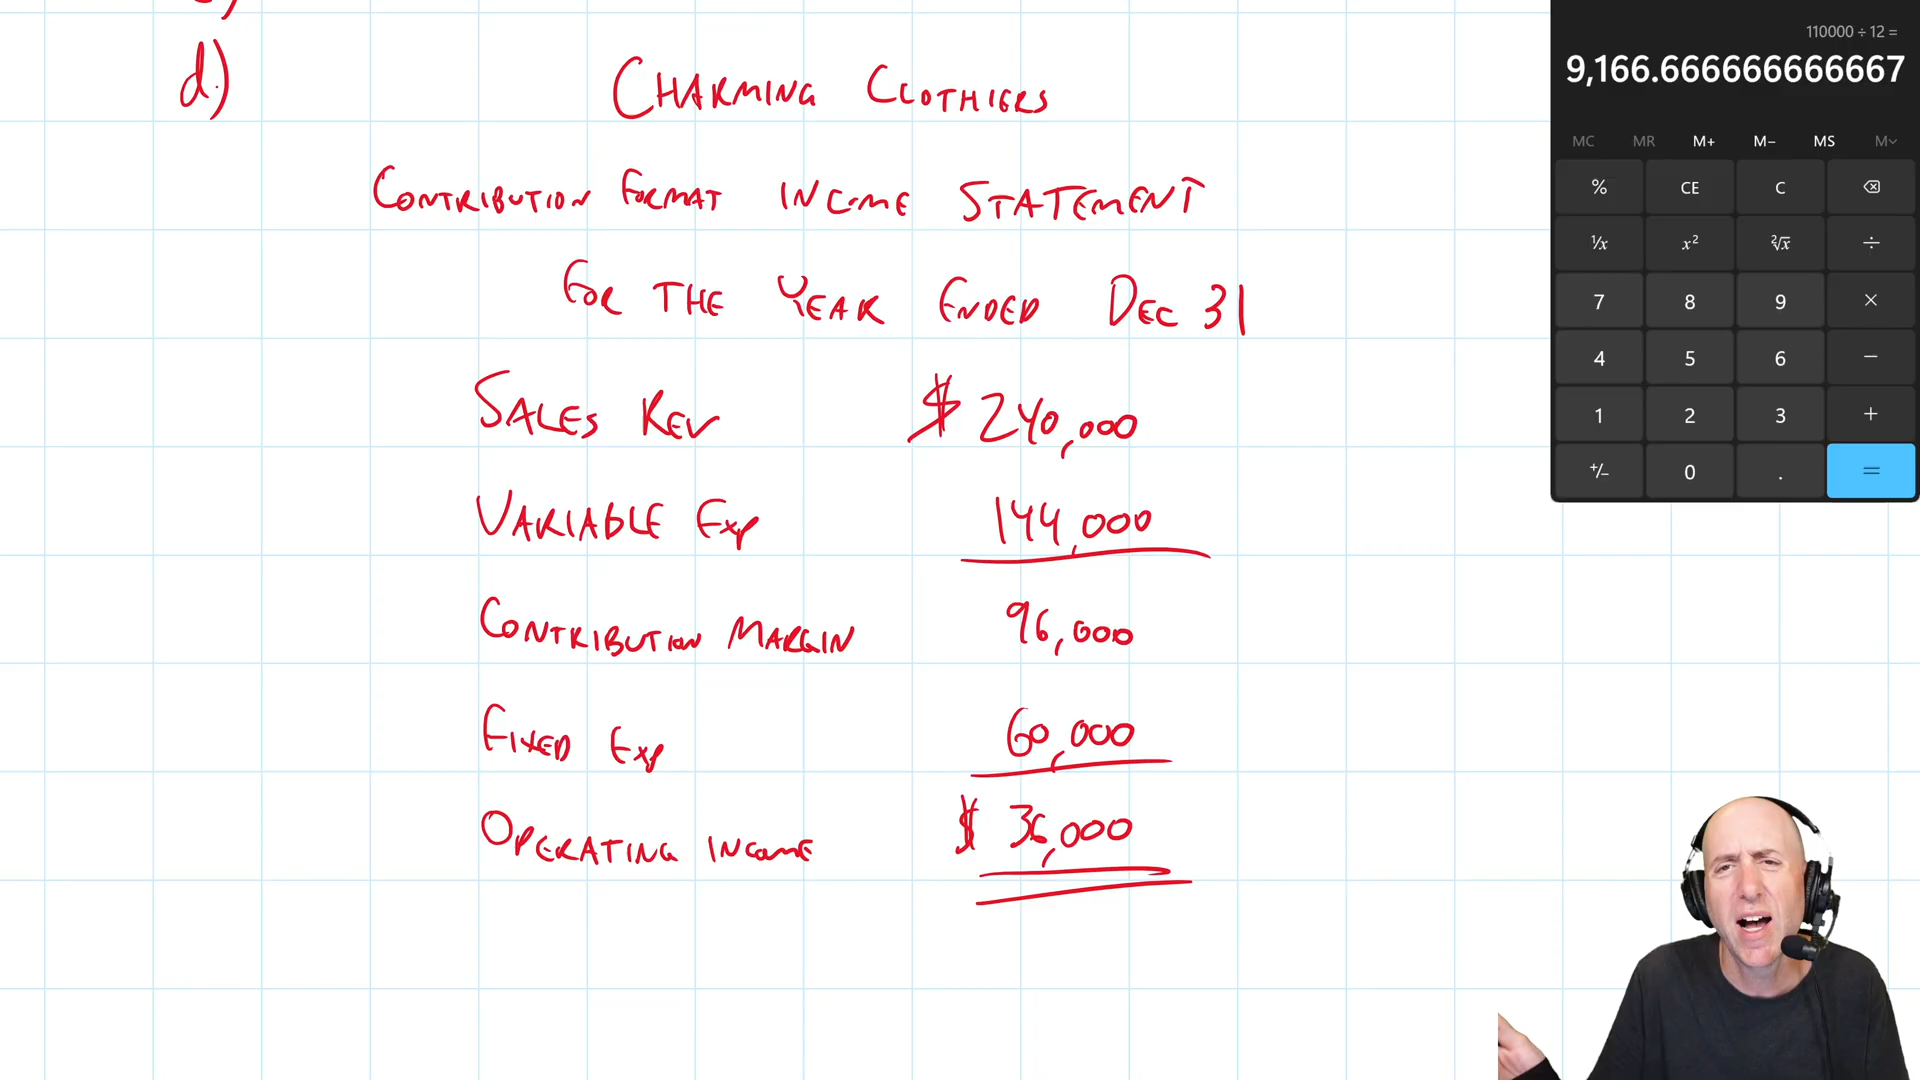 d)
CHARMING CLOTHIERS
CONTRIBUTION FORMAT INCOME STATEMENT
FOR THE YEAR ENDED DEC 31
SALES REV $ 240,000
VARIABLE EXP 144,000
CONTRIBUTION MARGIN 96,000
FIXED EXP 60,000
OPERATING INCOME $ 36,000
110000 ÷ 12 =
9,166.666666666667
MC MR M+ M− MS M˅
% CE C ⌫
¹/x x² ²√x ÷
7 8 9 ×
4 5 6 −
1 2 3 +
+/− 0 . =